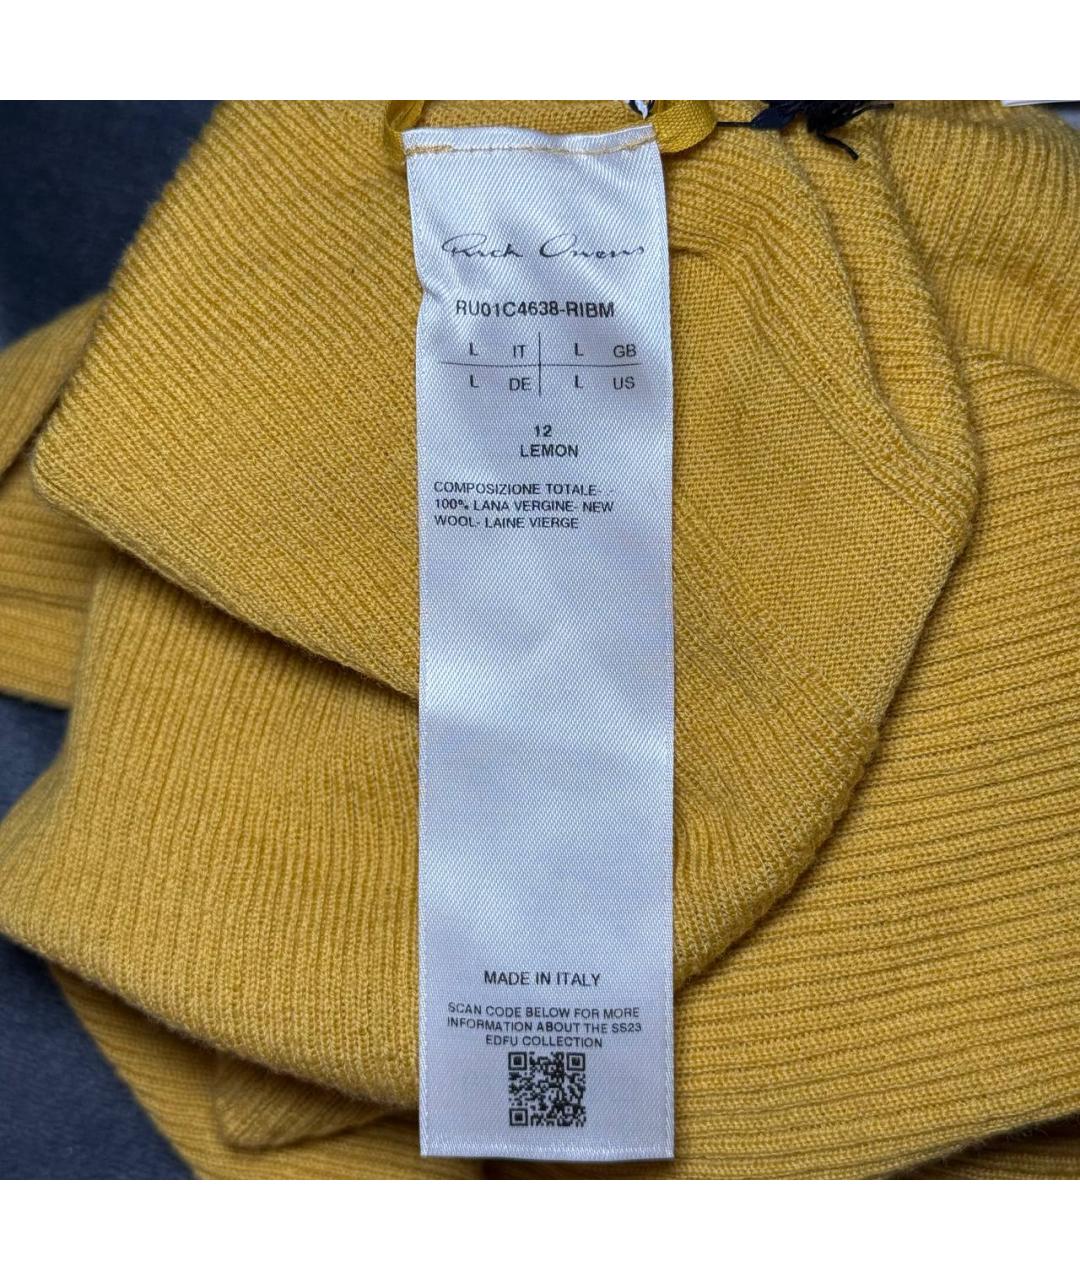 Rick Owens
RU01C4638-RIBM
L IT L GB
L DE L US
12
LEMON
COMPOSIZIONE TOTALE-
100% LANA VERGINE- NEW
WOOL- LAINE VIERGE
MADE IN ITALY
SCAN CODE BELOW FOR MORE
INFORMATION ABOUT THE SS23
EDFU COLLECTION